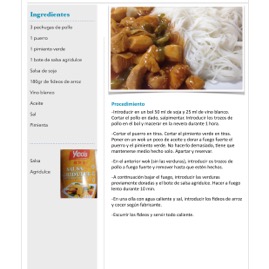 Ingredientes
3 pechugas de pollo
1 puerro
1 pimiento verde
1 bote de salsa agridulce
Salsa de soja
180gr de fideos de arroz
Vino blanco
Aceite
Sal
Pimienta
Salsa
Agridulce.
Procedimiento
-Introducir en un bol 50 ml de soja y 25 ml de vino blanco.
Cortar el pollo en dados, salpimentar. Introducir los trozos de
pollo en el bol y macerar en la nevera durante 1 hora.
-Cortar el puerro en tiras. Cortar el pimiento verde en tiras.
Poner en un wok un poco de aceite y dorar a fuego fuerte el
puerro y el pimiento verde. No hacerlo demasiado, tiene que
mantenerse medio hecho solo. Apartar y reservar.
-En el anterior wok (sin las verduras), introducir os trozos de
pollo a fuego fuerte y remover hasta que estén hechos.
-A continuación bajar el fuego, introducir las verduras
previamente doradas y el bote de salsa agridulce. Hacer a fuego
lento durante 10 min.
-En una olla con agua caliente y sal, introducir los fideos de arroz
y cocer según fabricante.
-Escurrir los fideos y servir todo caliente.